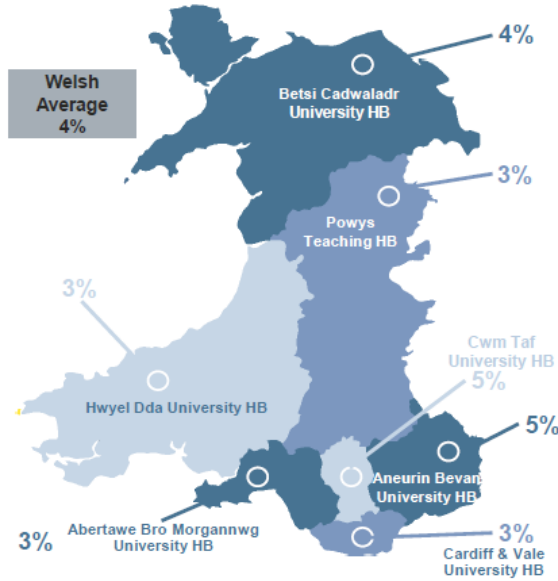 4%
Welsh
Average
4%
Betsi Cadwaladr
University HB
3%
Powys
Teaching HB
3%
Cwm Taf
University HB
5%
Hwyel Dda University HB
5%
Aneurin Bevan
University HB
Abertawe Bro Morgannwg
University HB
3%
3%
Cardiff & Vale
University HB